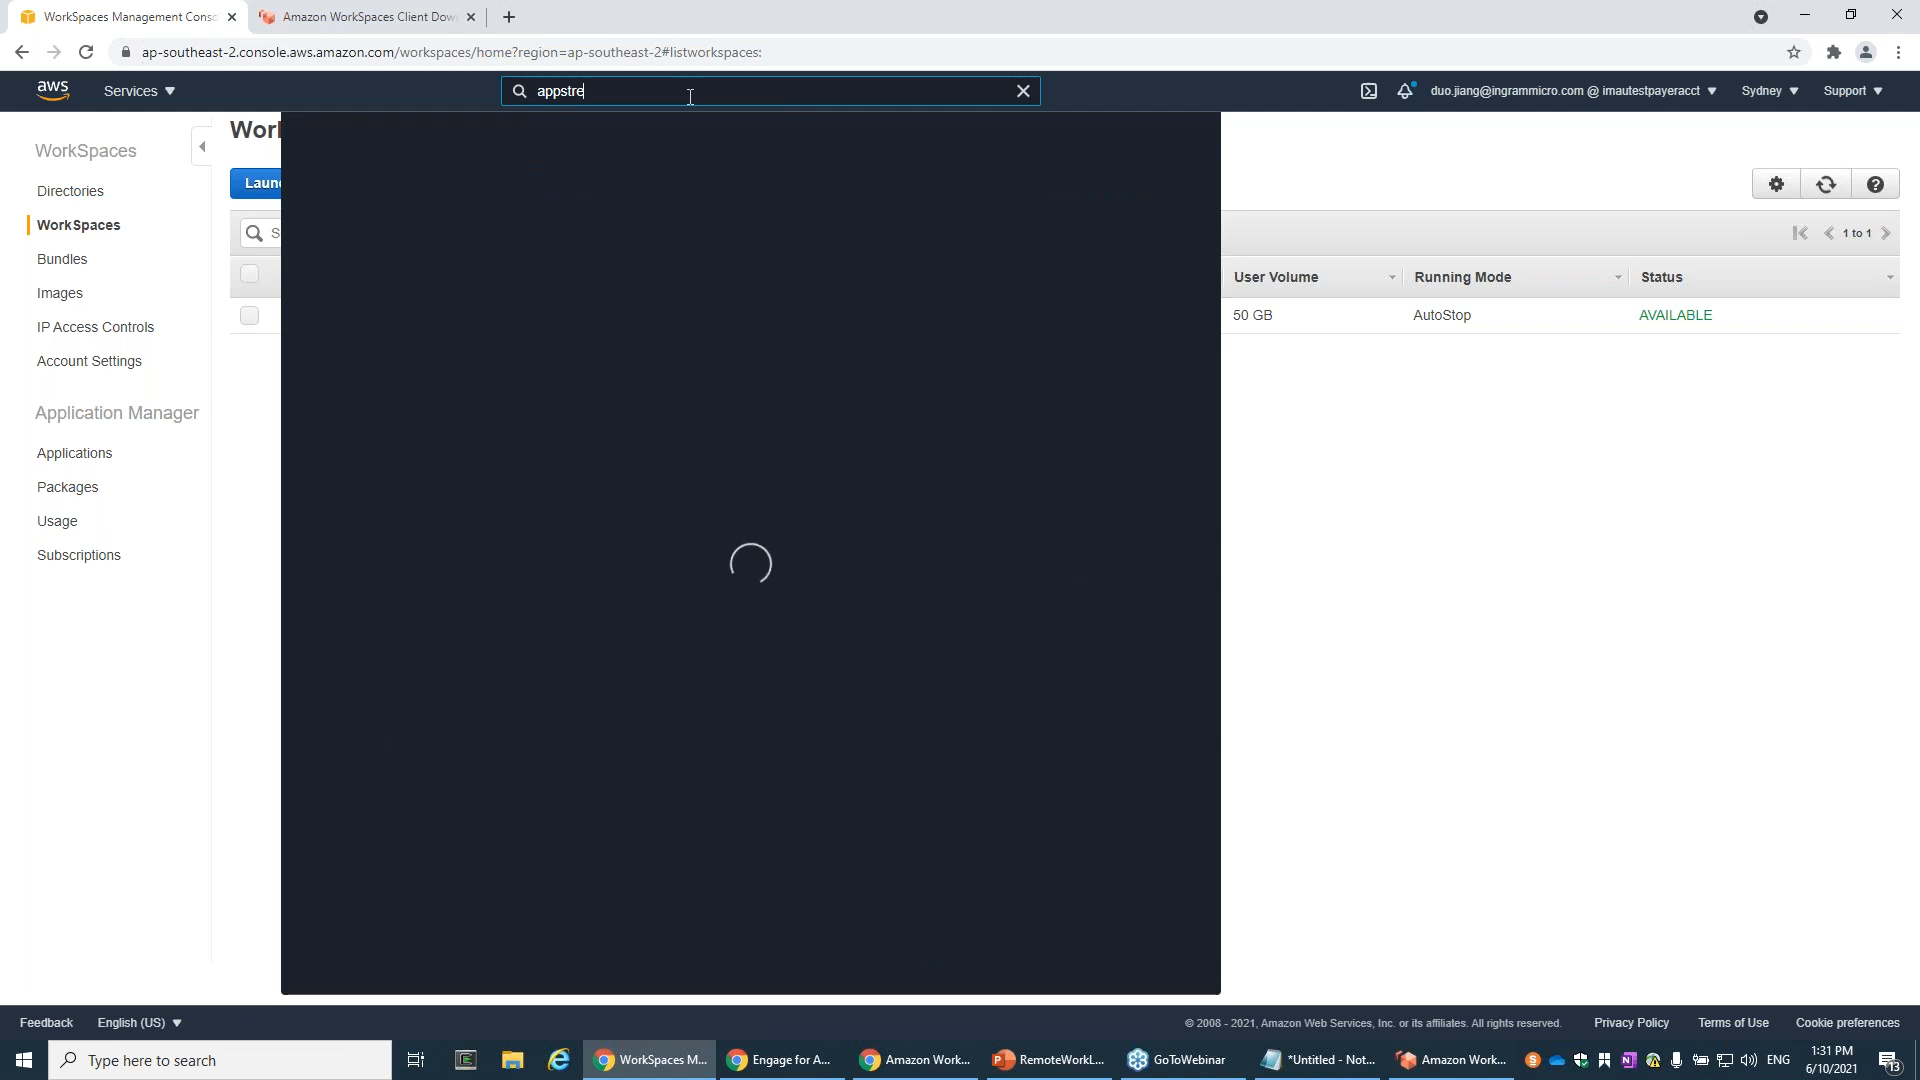 WorkSpaces Management Conso
Amazon WorkSpaces Client Dow
ap-southeast-2.console.aws.amazon.com/workspaces/home?region=ap-southeast-2#listworkspaces:
aws
Services
appstre
duo.jiang@ingrammicro.com @ imautestpayeracct
Sydney
Support
WorkSpaces
Directories
WorkSpaces
Bundles
Images
IP Access Controls
Account Settings
Application Manager
Applications
Packages
Usage
Subscriptions
Work
Laun
S
1 to 1
User Volume
Running Mode
Status
50 GB
AutoStop
AVAILABLE
Feedback
English (US)
© 2008 - 2021, Amazon Web Services, Inc. or its affiliates. All rights reserved.
Privacy Policy
Terms of Use
Cookie preferences
Type here to search
WorkSpaces M...
Engage for A...
Amazon Work...
RemoteWorkL...
GoToWebinar
*Untitled - Not...
Amazon Work...
ENG
1:31 PM
6/10/2021
13